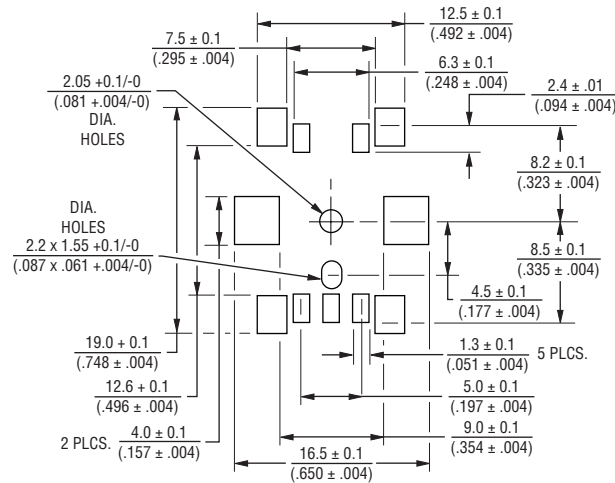 12.5 ± 0.1
(.492 ± .004)
7.5 ± 0.1
(.295 ± .004)
6.3 ± 0.1
(.248 ± .004)
2.05 +0.1/-0
(.081 +.004/-0)
DIA.
HOLES
2.4 ± .01
(.094 ± .004)
8.2 ± 0.1
(.323 ± .004)
DIA.
HOLES
2.2 x 1.55 +0.1/-0
(.087 x .061 +.004/-0)
8.5 ± 0.1
(.335 ± .004)
4.5 ± 0.1
(.177 ± .004)
19.0 + 0.1
(.748 ± .004)
1.3 ± 0.1
(.051 ± .004)
5 PLCS.
12.6 + 0.1
(.496 ± .004)
5.0 ± 0.1
(.197 ± .004)
2 PLCS.
4.0 ± 0.1
(.157 ± .004)
9.0 ± 0.1
(.354 ± .004)
16.5 ± 0.1
(.650 ± .004)